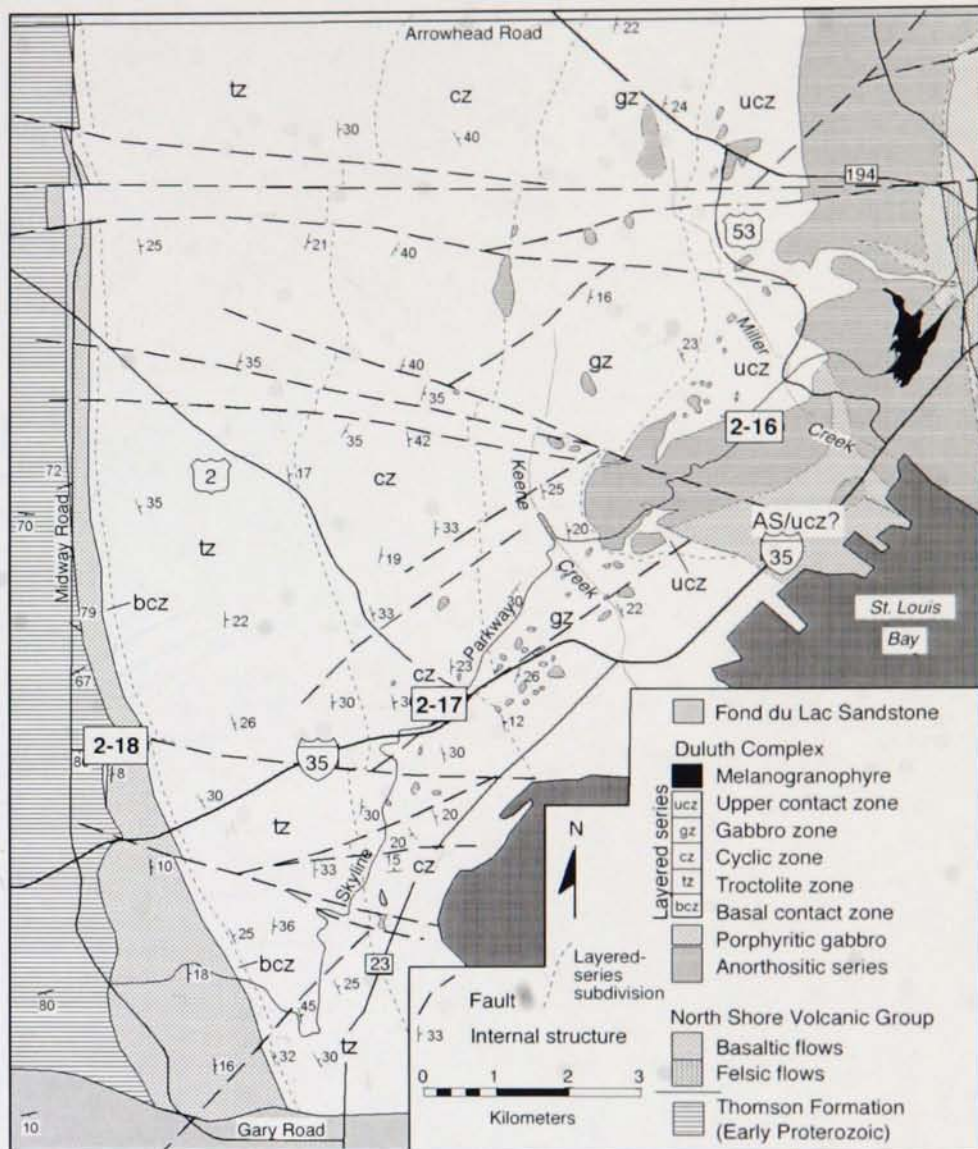 Arrowhead Road
22
tz
cz
gz
24
ucz
30
40
194
53
25
21
40
16
Miller
35
40
gz
23
ucz
35
2-16
35
42
Creek
72
2
17
cz
Keene
70
35
25
AS/ucz?
Midway Road
tz
33
20
35
19
Creek
ucz
79
bcz
22
33
Parkway
30
gz
22
St. Louis
Bay
67
cz
23
26
26
30
2-17
12
2-18
8
35
30
30
tz
30
20
20
10
33
15
cz
Skyline
36
25
bcz
18
23
25
80
45
tz
16
32
30
10
Gary Road
Fond du Lac Sandstone
Duluth Complex
Melanogranophyre
Layered series
ucz Upper contact zone
gz Gabbro zone
cz Cyclic zone
tz Troctolite zone
bcz Basal contact zone
Porphyritic gabbro
Anorthositic series
North Shore Volcanic Group
Basaltic flows
Felsic flows
Thomson Formation
(Early Proterozoic)
N
Layered-
series
subdivision
Fault
Internal structure
33
0 1 2 3
Kilometers